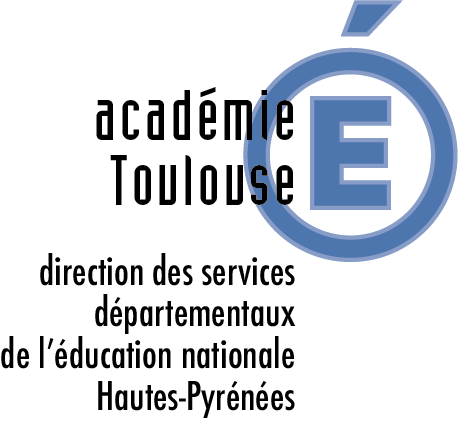 académie
Toulouse
É
direction des services
départementaux
de l’éducation nationale
Hautes-Pyrénées